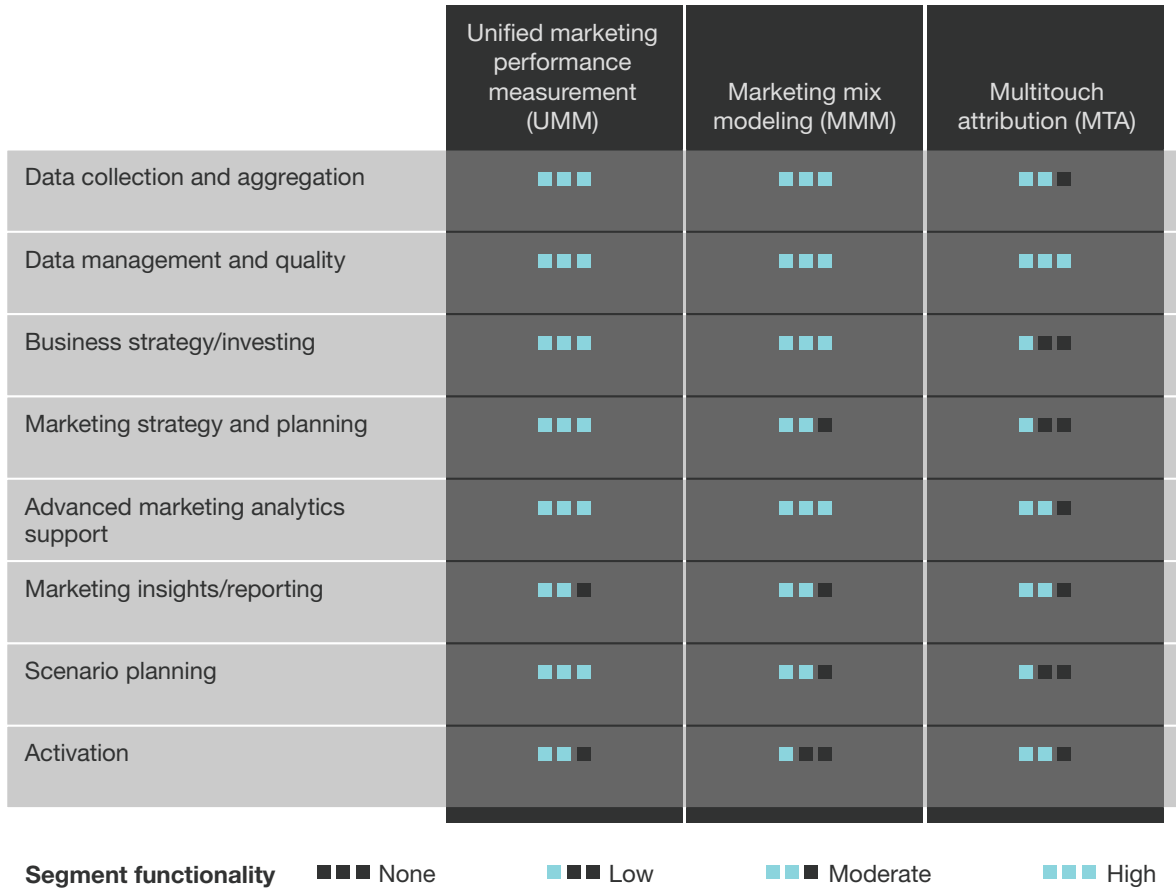 Unified marketing
performance
measurement
(UMM)
Marketing mix
modeling (MMM)
Multitouch
attribution (MTA)
Data collection and aggregation
Data management and quality
Business strategy/investing
Marketing strategy and planning
Advanced marketing analytics
support
Marketing insights/reporting
Scenario planning
Activation
Segment functionality
None
Low
Moderate
High